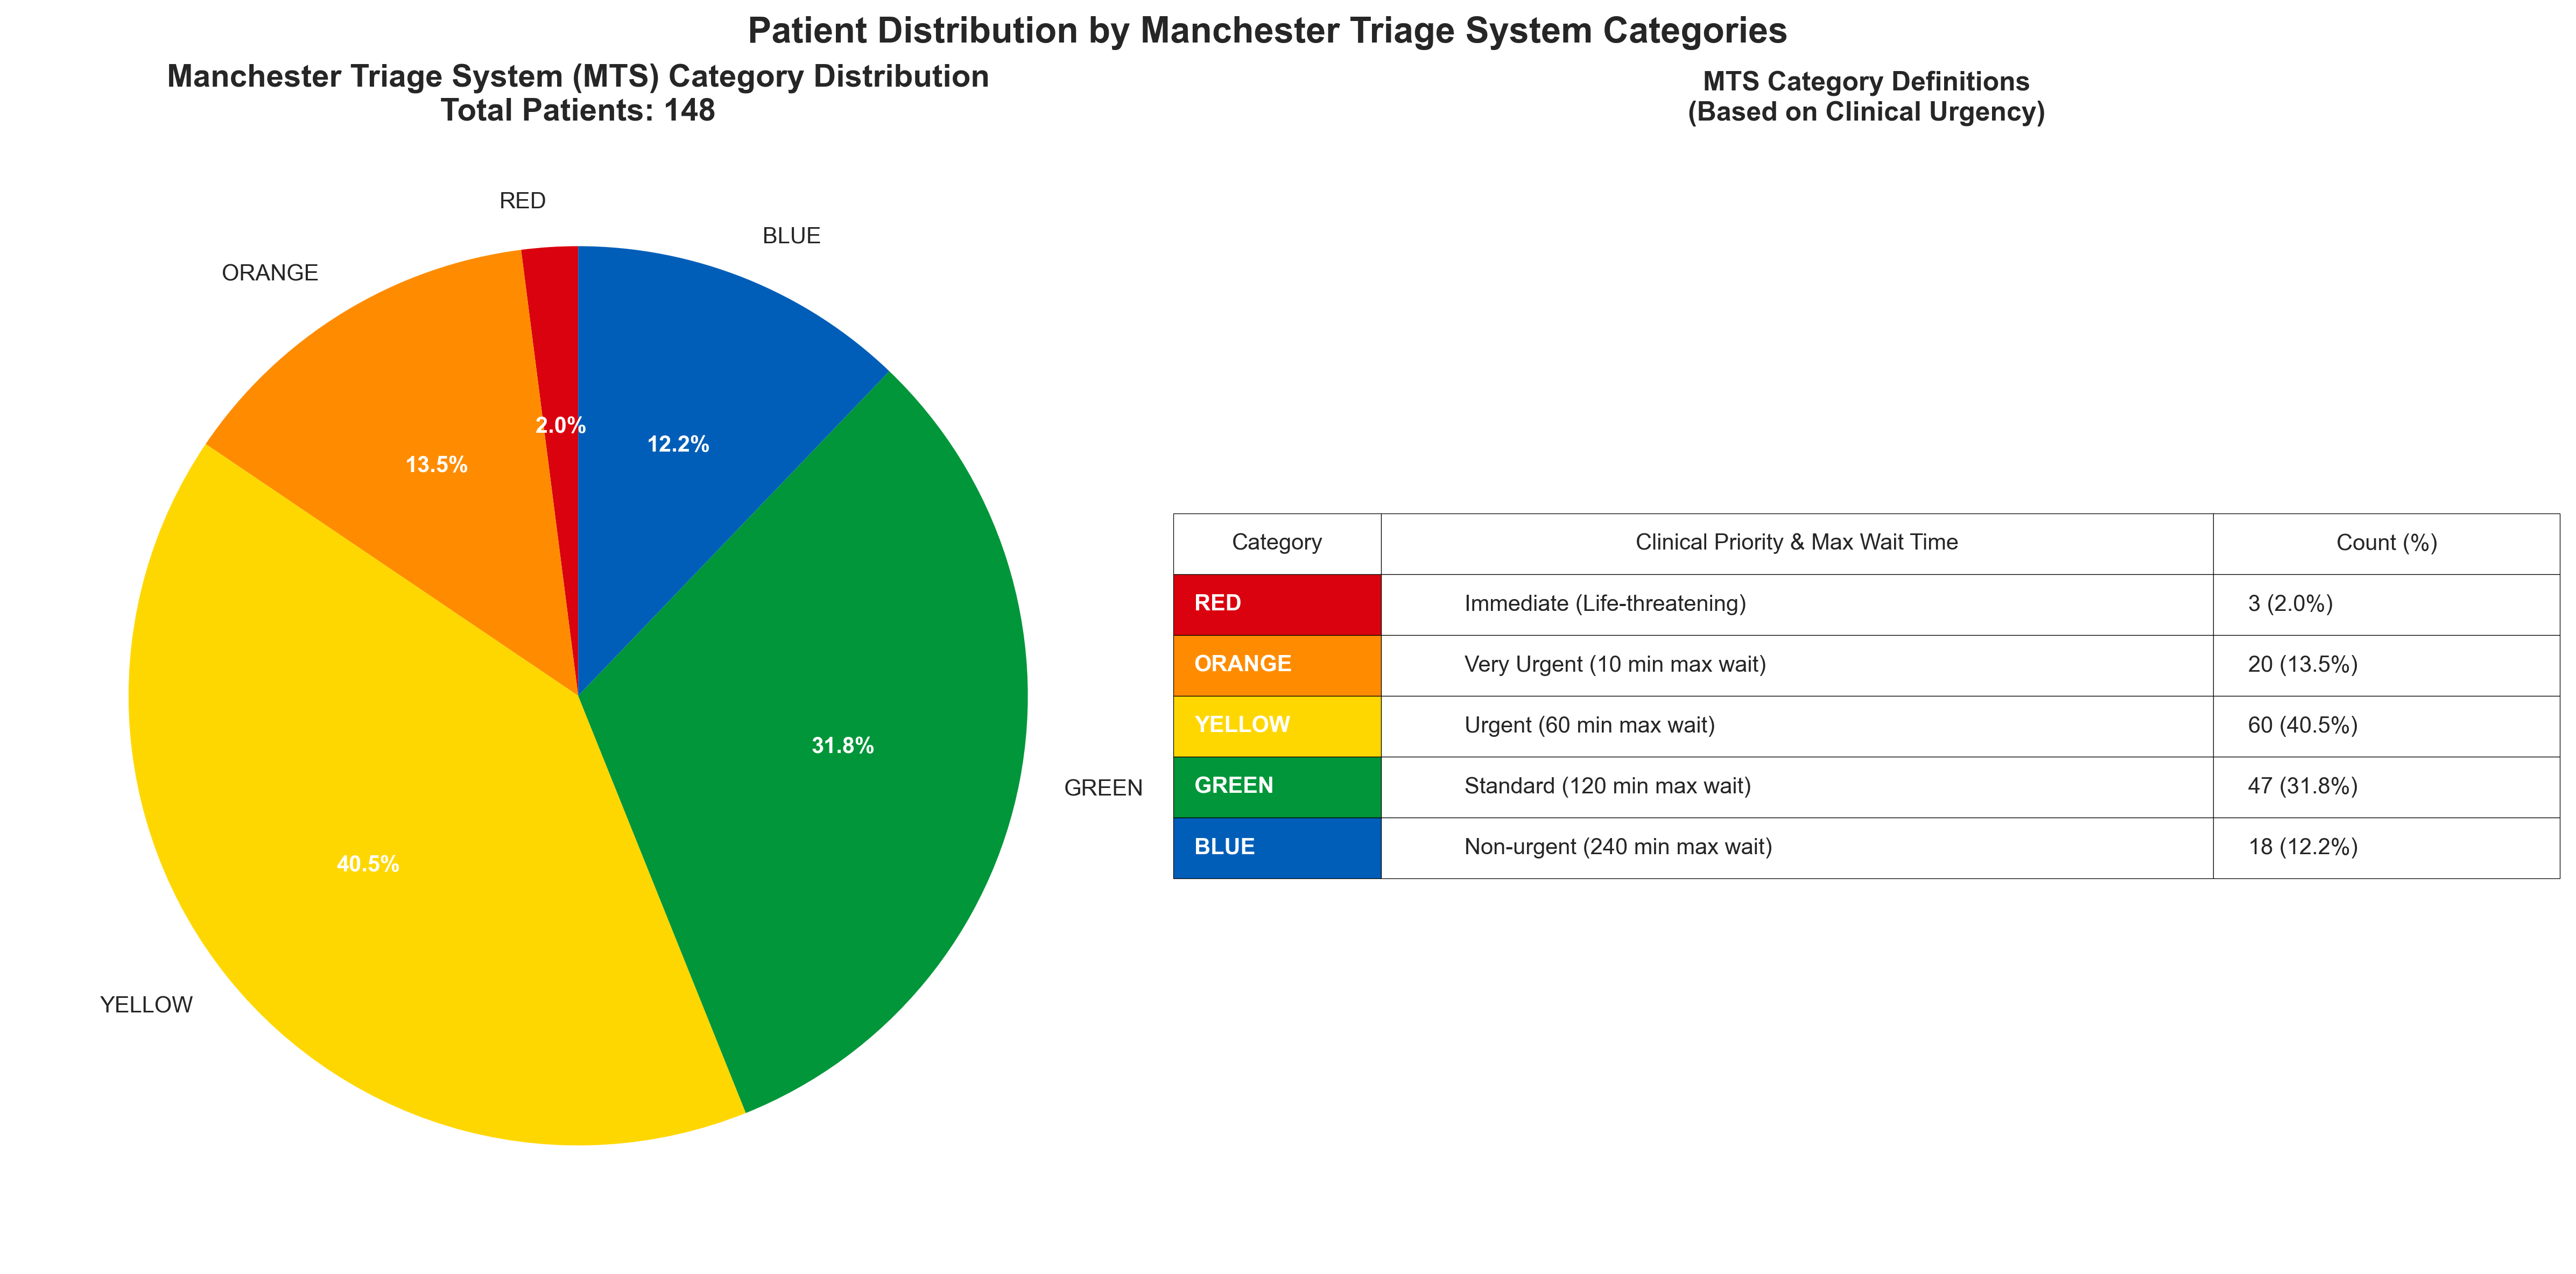 Patient Distribution by Manchester Triage System Categories
Manchester Triage System (MTS) Category Distribution
Total Patients: 148
RED
BLUE
ORANGE
2.0%
12.2%
13.5%
31.8%
GREEN
40.5%
YELLOW
MTS Category Definitions
(Based on Clinical Urgency)
Category Clinical Priority & Max Wait Time Count (%)
RED Immediate (Life-threatening) 3 (2.0%)
ORANGE Very Urgent (10 min max wait) 20 (13.5%)
YELLOW Urgent (60 min max wait) 60 (40.5%)
GREEN Standard (120 min max wait) 47 (31.8%)
BLUE Non-urgent (240 min max wait) 18 (12.2%)